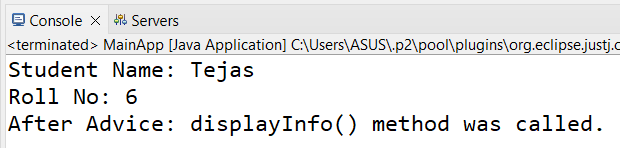 Console × Servers
<terminated> MainApp [Java Application] C:\Users\ASUS\.p2\pool\plugins\org.eclipse.justj.o
Student Name: Tejas
Roll No: 6
After Advice: displayInfo() method was called.